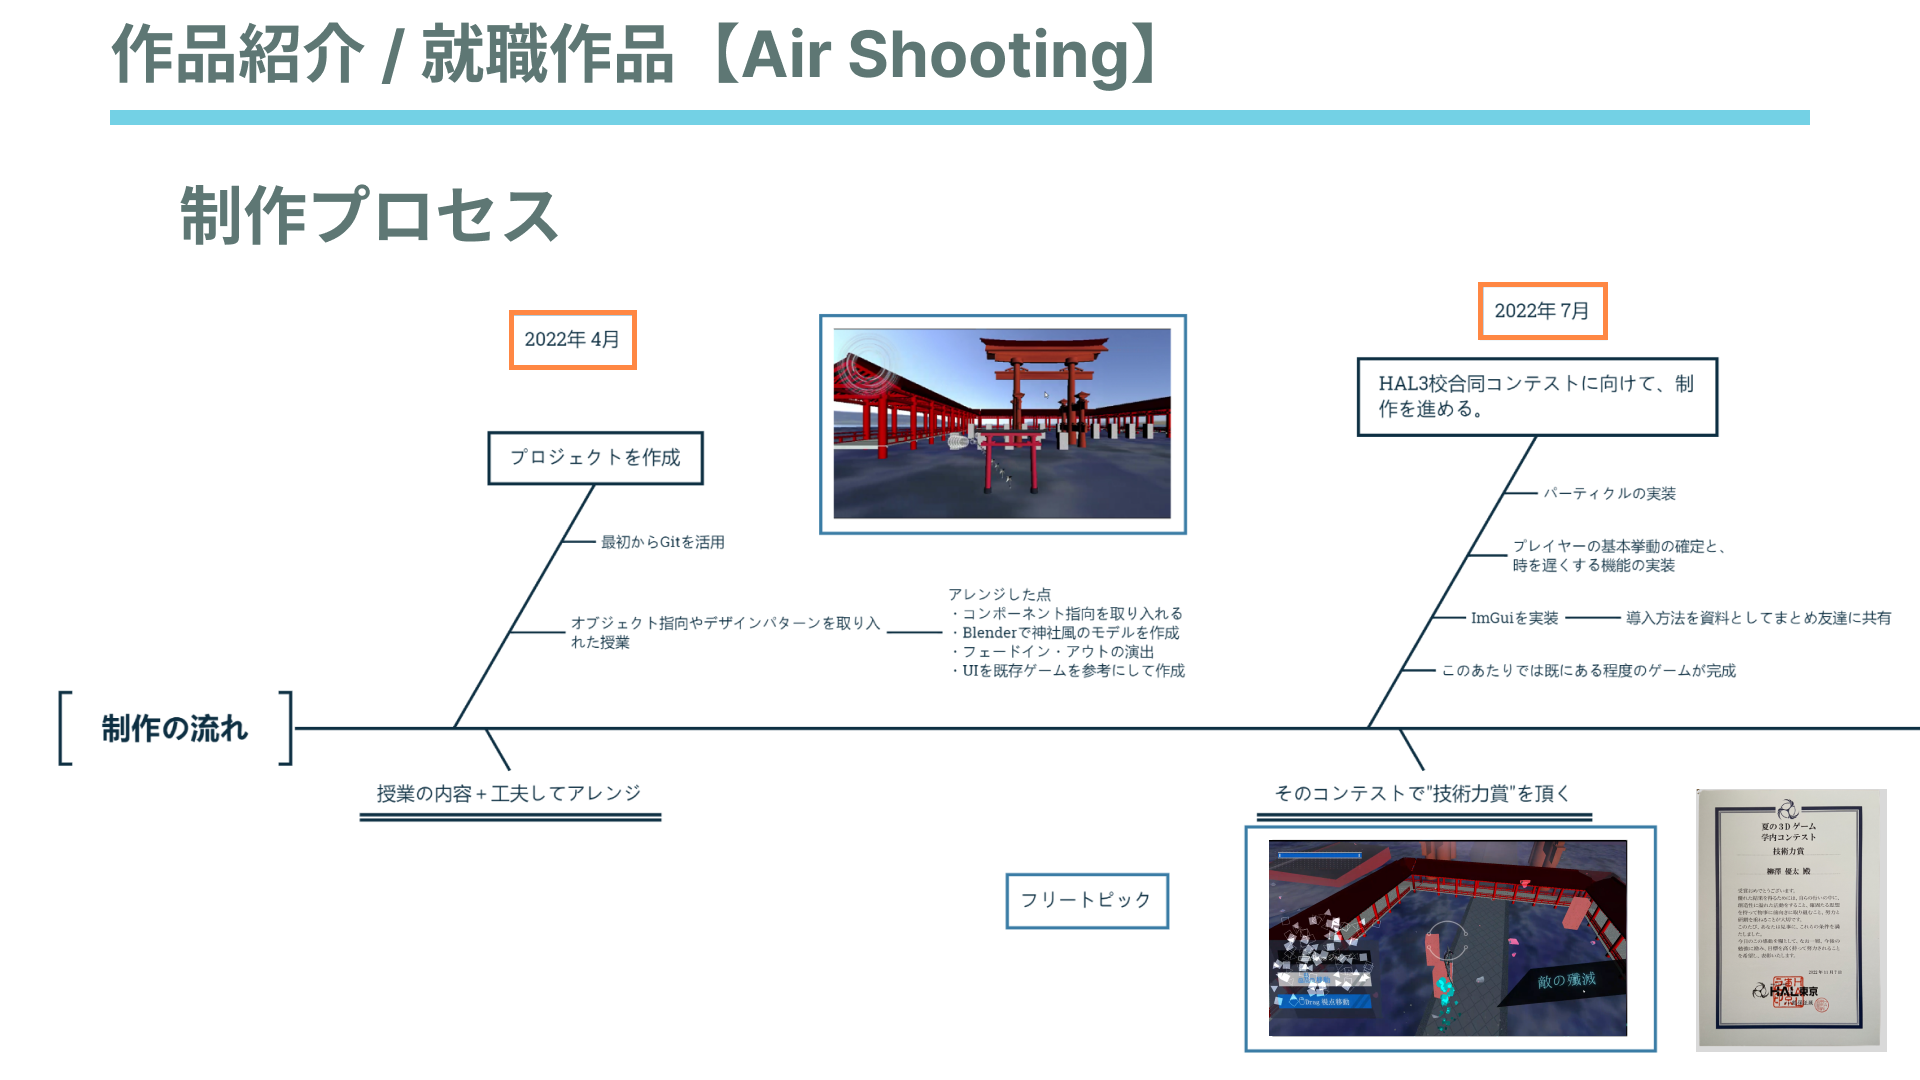 作品紹介 / 就職作品【Air Shooting】
制作プロセス
2022年 4月
プロジェクトを作成
最初からGitを活用
オブジェクト指向やデザインパターンを取り入
れた授業
アレンジした点
・コンポーネント指向を取り入れる
・Blenderで神社風のモデルを作成
・フェードイン・アウトの演出
・UIを既存ゲームを参考にして作成
2022年 7月
HAL3校合同コンテストに向けて、制
作を進める。
パーティクルの実装
プレイヤーの基本挙動の確定と、
時を遅くする機能の実装
ImGuiを実装
導入方法を資料としてまとめ友達に共有
このあたりでは既にある程度のゲームが完成
制作の流れ
授業の内容 + 工夫してアレンジ
そのコンテストで"技術力賞"を頂く
フリートピック
敵の殲滅
Drag 視点移動
夏の3Dゲーム
学内コンテスト
技術力賞
柳澤 優太 殿
HAL東京